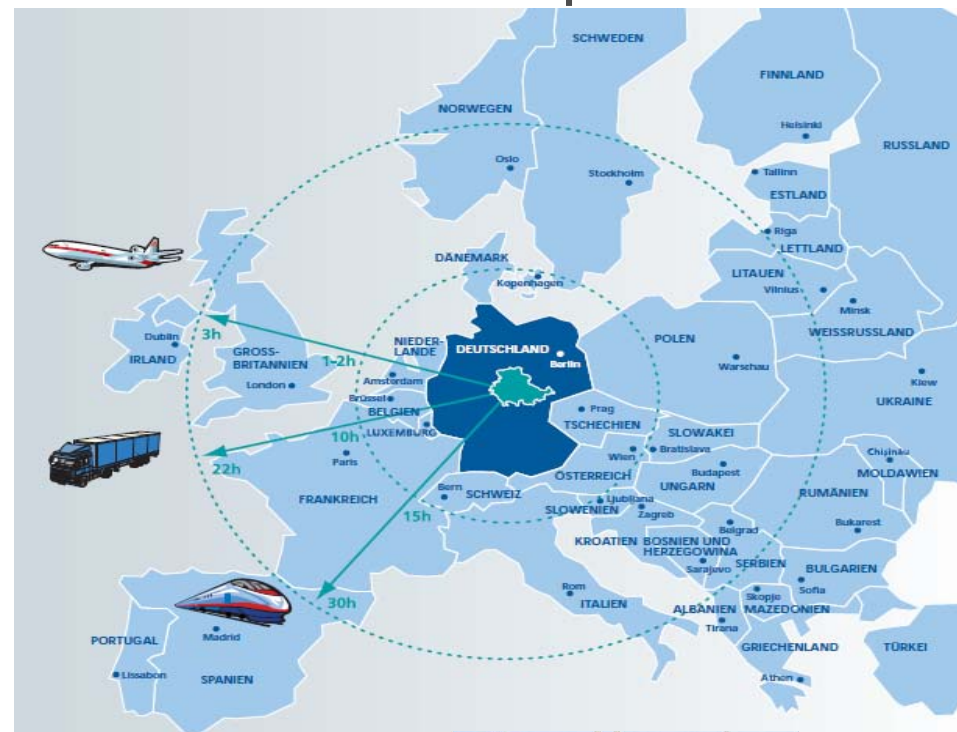 SCHWEDEN
FINNLAND
NORWEGEN
Helsinki
RUSSLAND
Oslo
Stockholm
Tallinn
ESTLAND
Riga
LETTLAND
DÄNEMARK
Kopenhagen
LITAUEN
Vilnius
Minsk
WEISSRUSSLAND
3h
Dublin
IRLAND
GROSS-
BRITANNIEN
London
1-2h
NIEDER-
LANDE
Amsterdam
DEUTSCHLAND
Berlin
POLEN
Warschau
Kiew
UKRAINE
Brüssel
BELGIEN
LUXEMBURG
Prag
TSCHECHIEN
SLOWAKEI
Bratislava
10h
22h
Paris
Wien
ÖSTERREICH
Budapest
UNGARN
Chişinău
MOLDAWIEN
RUMÄNIEN
Bukarest
FRANKREICH
Bern
SCHWEIZ
15h
Ljubljana
SLOWENIEN
Zagreb
Belgrad
KROATIEN
BOSNIEN UND
HERZEGOWINA
Sarajevo
SERBIEN
BULGARIEN
Sofia
30h
Rom
ITALIEN
Skopje
ALBANIEN
MAZEDONIEN
Tirana
PORTUGAL
Madrid
Lissabon
SPANIEN
GRIECHENLAND
Athen
TÜRKEI